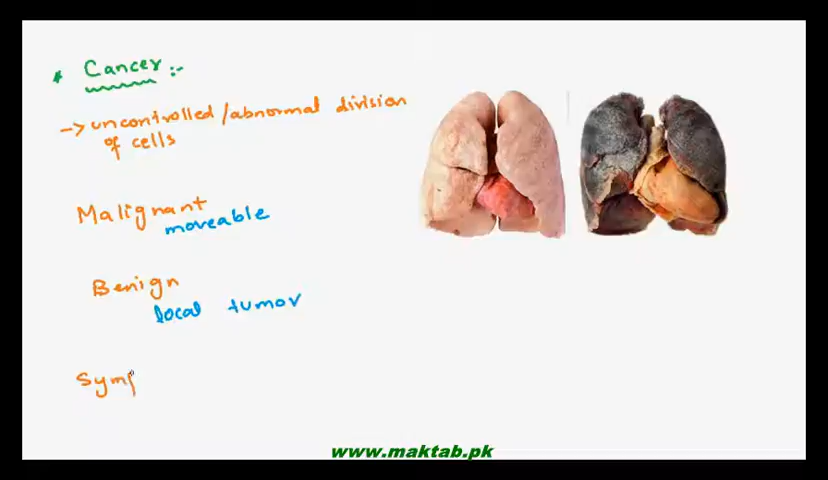 * Cancer :-
-> uncontrolled/abnormal division
of cells
Malignant
moveable
Benign
local tumor
Symp
www.maktab.pk